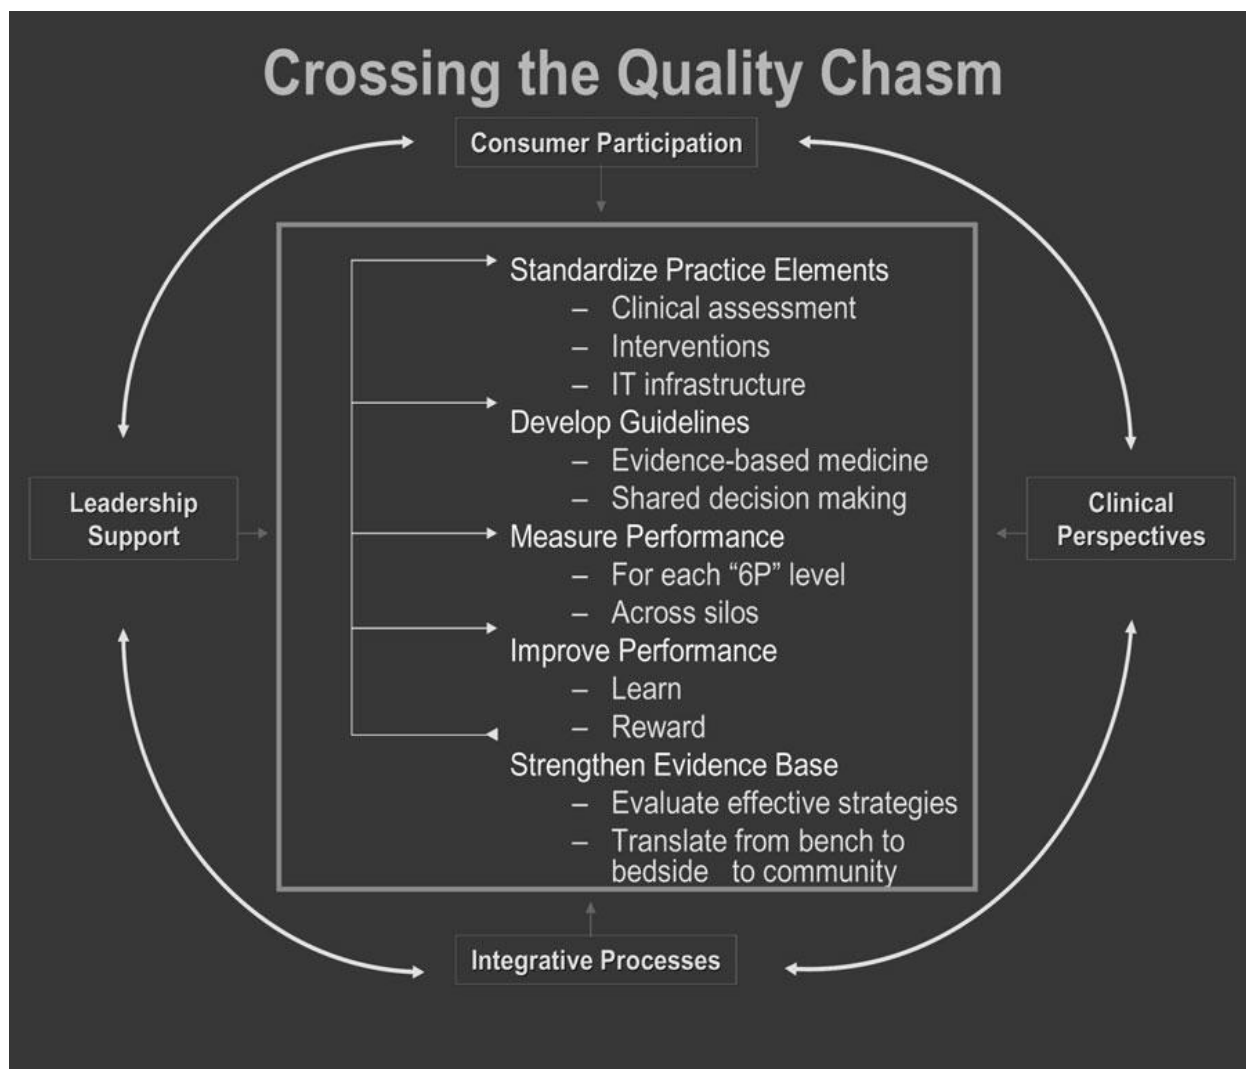 Crossing the Quality Chasm
Consumer Participation
Standardize Practice Elements
– Clinical assessment
– Interventions
– IT infrastructure
Develop Guidelines
– Evidence-based medicine
– Shared decision making
Measure Performance
– For each “6P” level
– Across silos
Improve Performance
– Learn
– Reward
Strengthen Evidence Base
– Evaluate effective strategies
– Translate from bench to
bedside to community
Leadership
Support
Clinical
Perspectives
Integrative Processes